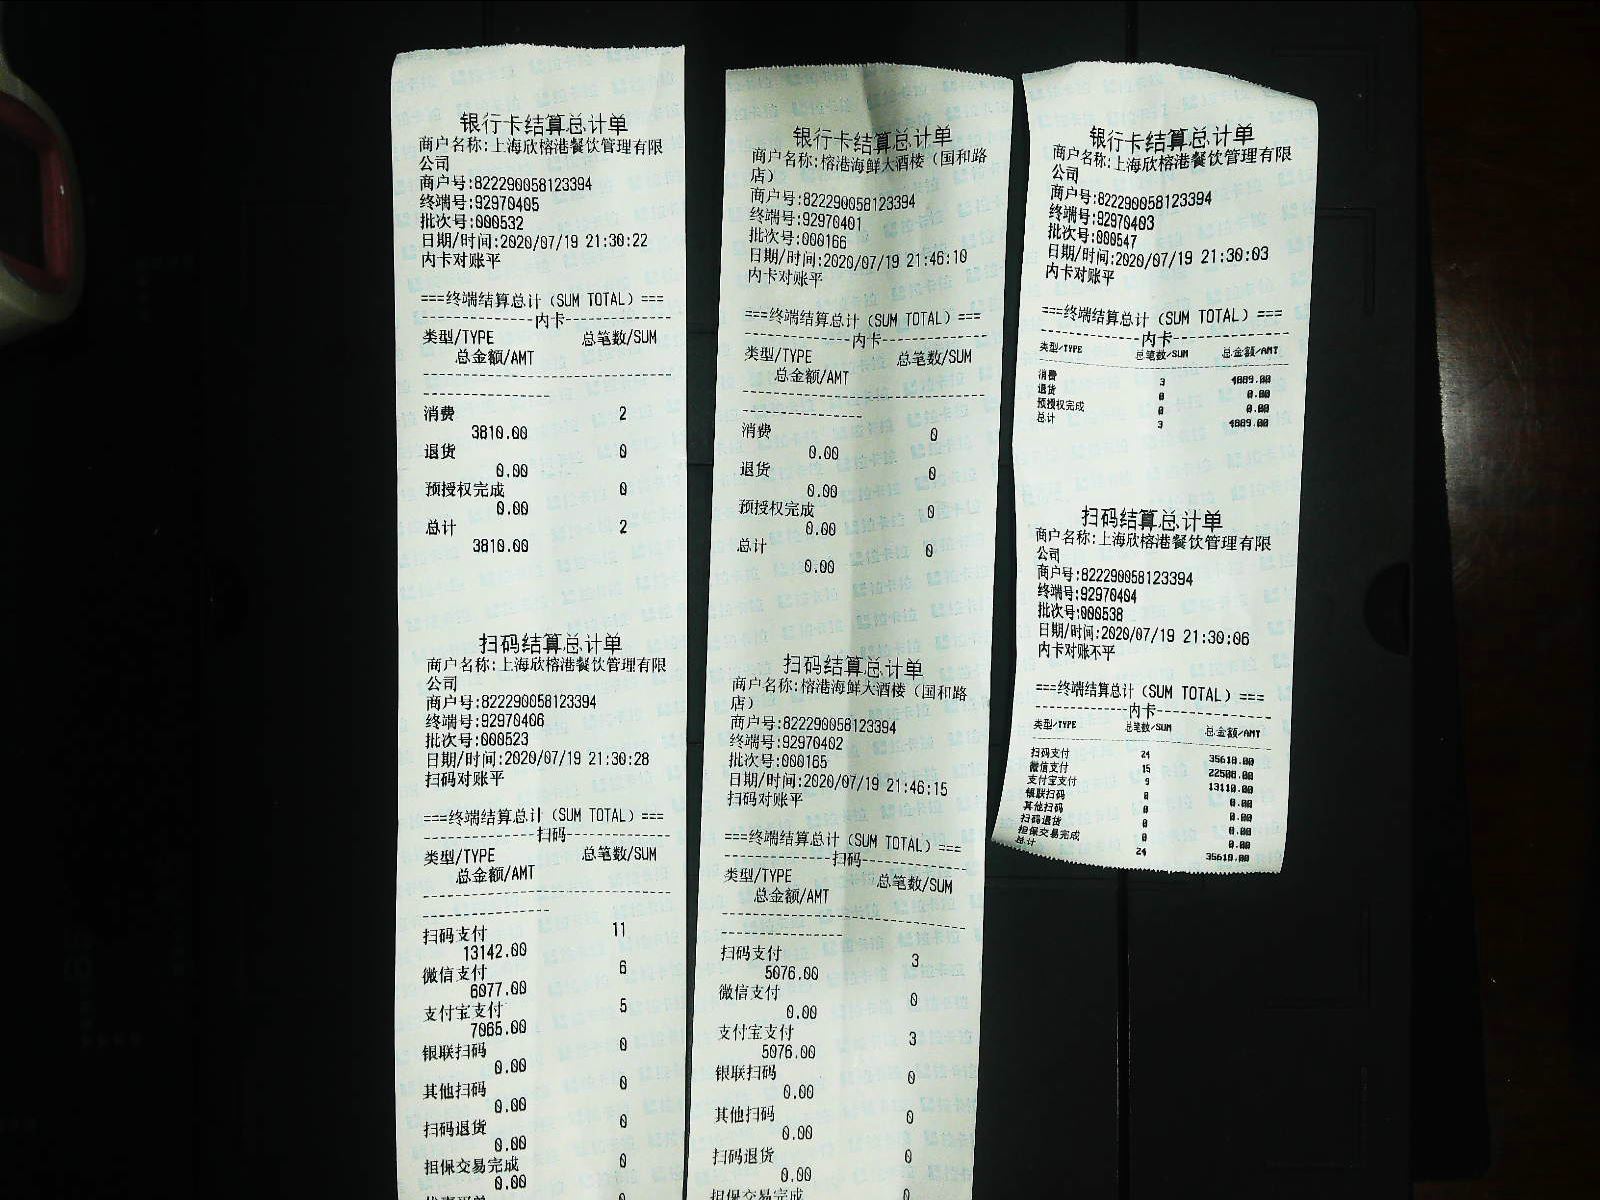 银行卡结算总计单
商户名称:上海欣榕港餐饮管理有限
公司
商户号:822290058123394
终端号:92970405
批次号:000532
日期/时间:2020/07/19 21:30:22
内卡对账平
===终端结算总计(SUM TOTAL)===
---------------内卡---------------
类型/TYPE 总笔数/SUM
总金额/AMT
消费 2
3810.00
退货 0
0.00
预授权完成 0
0.00
总计 2
3810.00
扫码结算总计单
商户名称:上海欣榕港餐饮管理有限
公司
商户号:822290058123394
终端号:92970406
批次号:000523
日期/时间:2020/07/19 21:30:28
扫码对账平
===终端结算总计(SUM TOTAL)===
---------------扫码---------------
类型/TYPE 总笔数/SUM
总金额/AMT
扫码支付 11
13142.00
微信支付 6
6077.00
支付宝支付 5
7065.00
银联扫码 0
0.00
其他扫码 0
0.00
扫码退货 0
0.00
担保交易完成 0
0.00
银行卡结算总计单
商户名称:榕港海鲜大酒楼(国和路
店)
商户号:822290058123394
终端号:92970401
批次号:000166
日期/时间:2020/07/19 21:46:10
内卡对账平
===终端结算总计(SUM TOTAL)===
---------------内卡---------------
类型/TYPE 总笔数/SUM
总金额/AMT
消费 0
0.00
退货 0
0.00
预授权完成 0
0.00
总计 0
0.00
扫码结算总计单
商户名称:榕港海鲜大酒楼(国和路
店)
商户号:822290058123394
终端号:92970402
批次号:000165
日期/时间:2020/07/19 21:46:15
扫码对账平
===终端结算总计(SUM TOTAL)===
---------------扫码---------------
类型/TYPE 总笔数/SUM
总金额/AMT
扫码支付 3
5076.00
微信支付 0
0.00
支付宝支付 3
5076.00
银联扫码 0
0.00
其他扫码 0
0.00
扫码退货 0
0.00
担保交易完成 0
银行卡结算总计单
商户名称:上海欣榕港餐饮管理有限
公司
商户号:822290058123394
终端号:92970403
批次号:000547
日期/时间:2020/07/19 21:30:03
内卡对账平
===终端结算总计(SUM TOTAL)===
---------------内卡---------------
类型/TYPE 总笔数/SUM 总金额/AMT
消费 3 4089.00
退货 0 0.00
预授权完成 0 0.00
总计 3 4089.00
扫码结算总计单
商户名称:上海欣榕港餐饮管理有限
公司
商户号:822290058123394
终端号:92970404
批次号:000538
日期/时间:2020/07/19 21:30:06
内卡对账不平
===终端结算总计(SUM TOTAL)===
---------------内卡---------------
类型/TYPE 总笔数/SUM 总金额/AMT
扫码支付 24 35610.00
微信支付 15 22500.00
支付宝支付 9 13110.00
银联扫码 0 0.00
其他扫码 0 0.00
扫码退货 0 0.00
担保交易完成 0 0.00
总计 24 35610.00